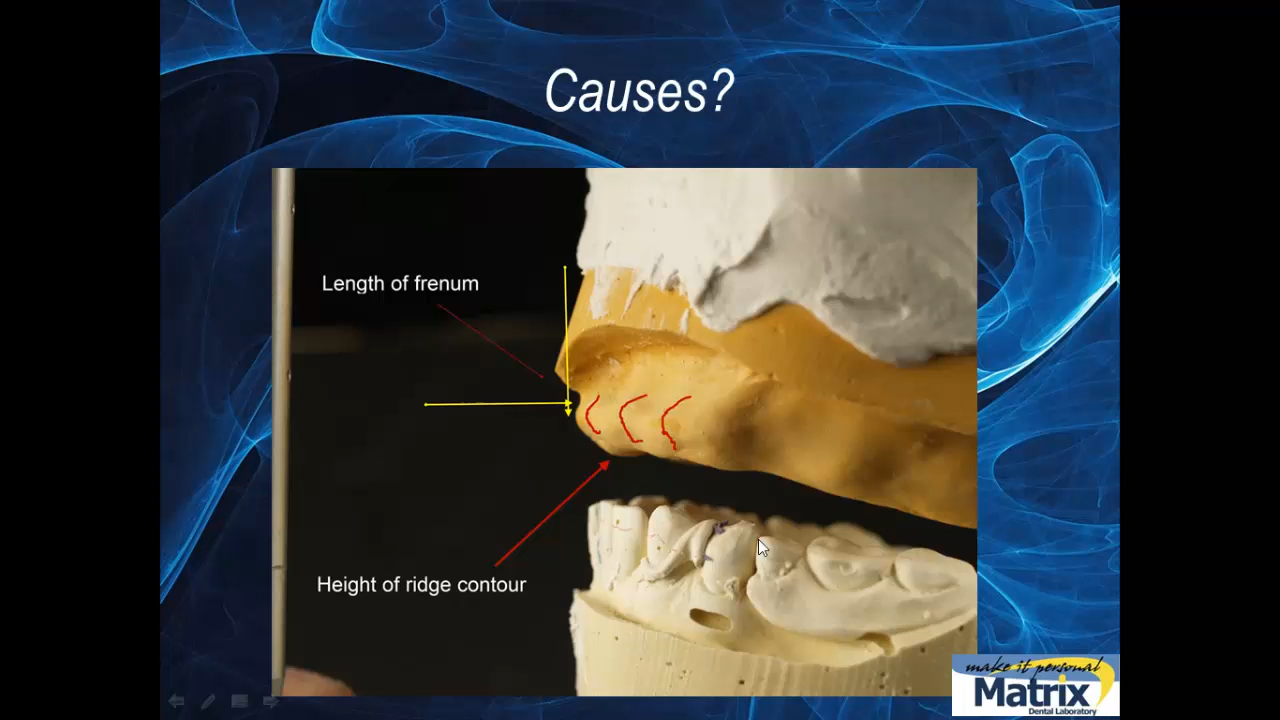 Causes?
Length of frenum
Height of ridge contour
make it personal
Matrix
Dental Laboratory